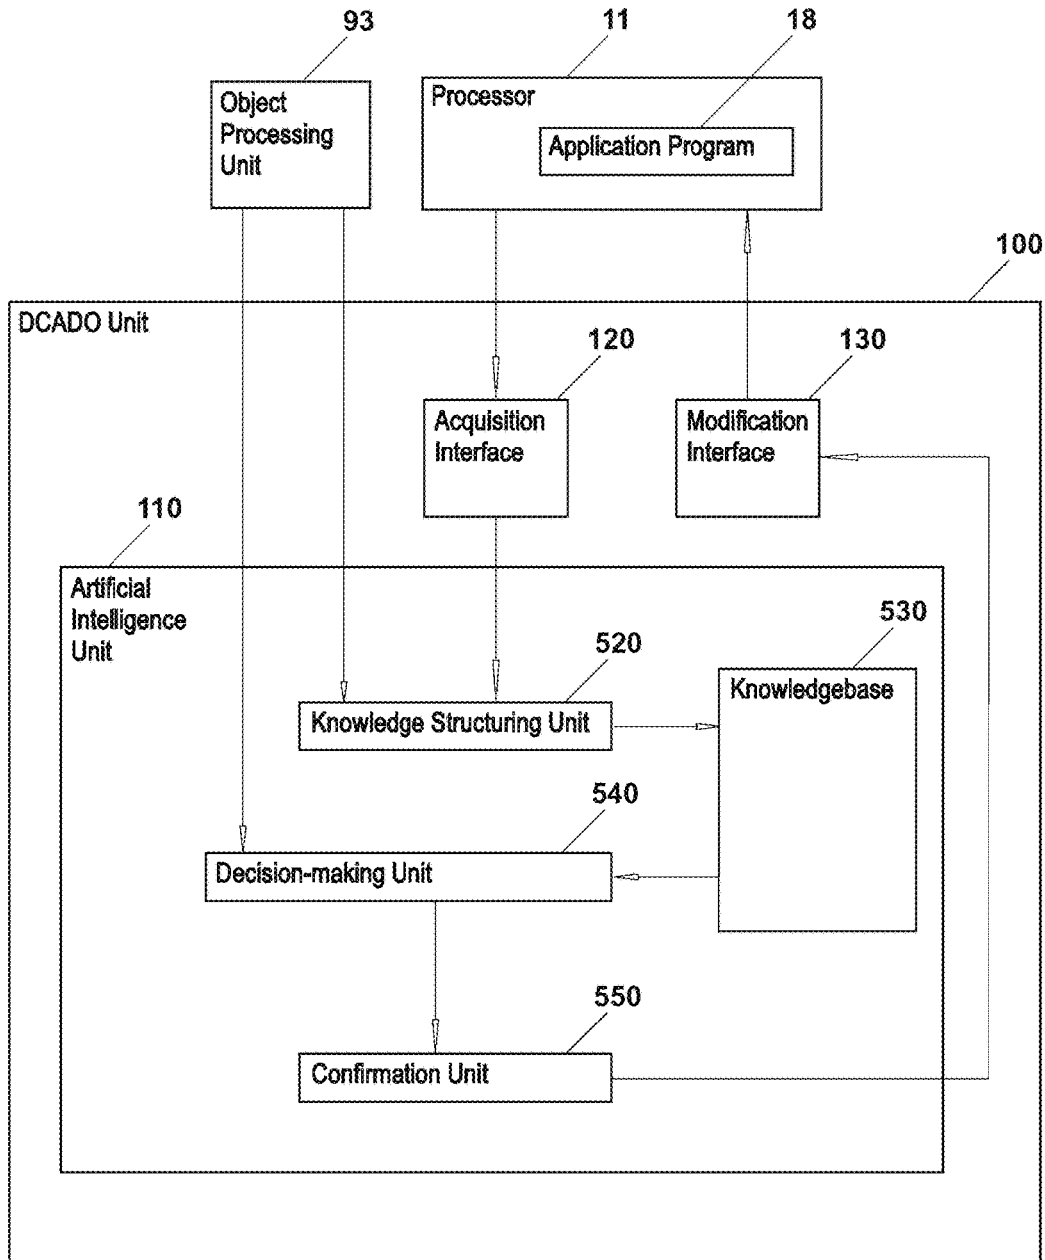 93
11
18
Object
Processing
Unit
Processor
Application Program
100
DCADO Unit
120
130
Acquisition
Interface
Modification
Interface
110
Artificial
Intelligence
Unit
520
530
Knowledge Structuring Unit
Knowledgebase
540
Decision-making Unit
550
Confirmation Unit